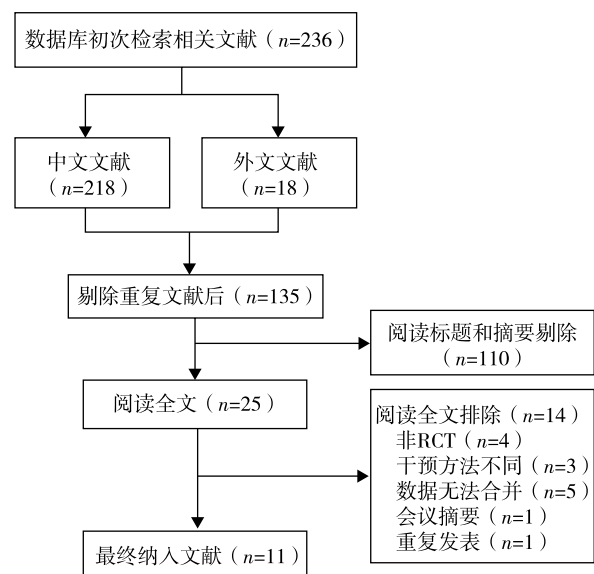 数据库初次检索相关文献（n=236）
中文文献
（n=218）
外文文献
（n=18）
剔除重复文献后（n=135）
阅读标题和摘要剔除
（n=110）
阅读全文（n=25）
阅读全文排除（n=14）
非RCT（n=4）
干预方法不同（n=3）
数据无法合并（n=5）
会议摘要（n=1）
重复发表（n=1）
最终纳入文献（n=11）